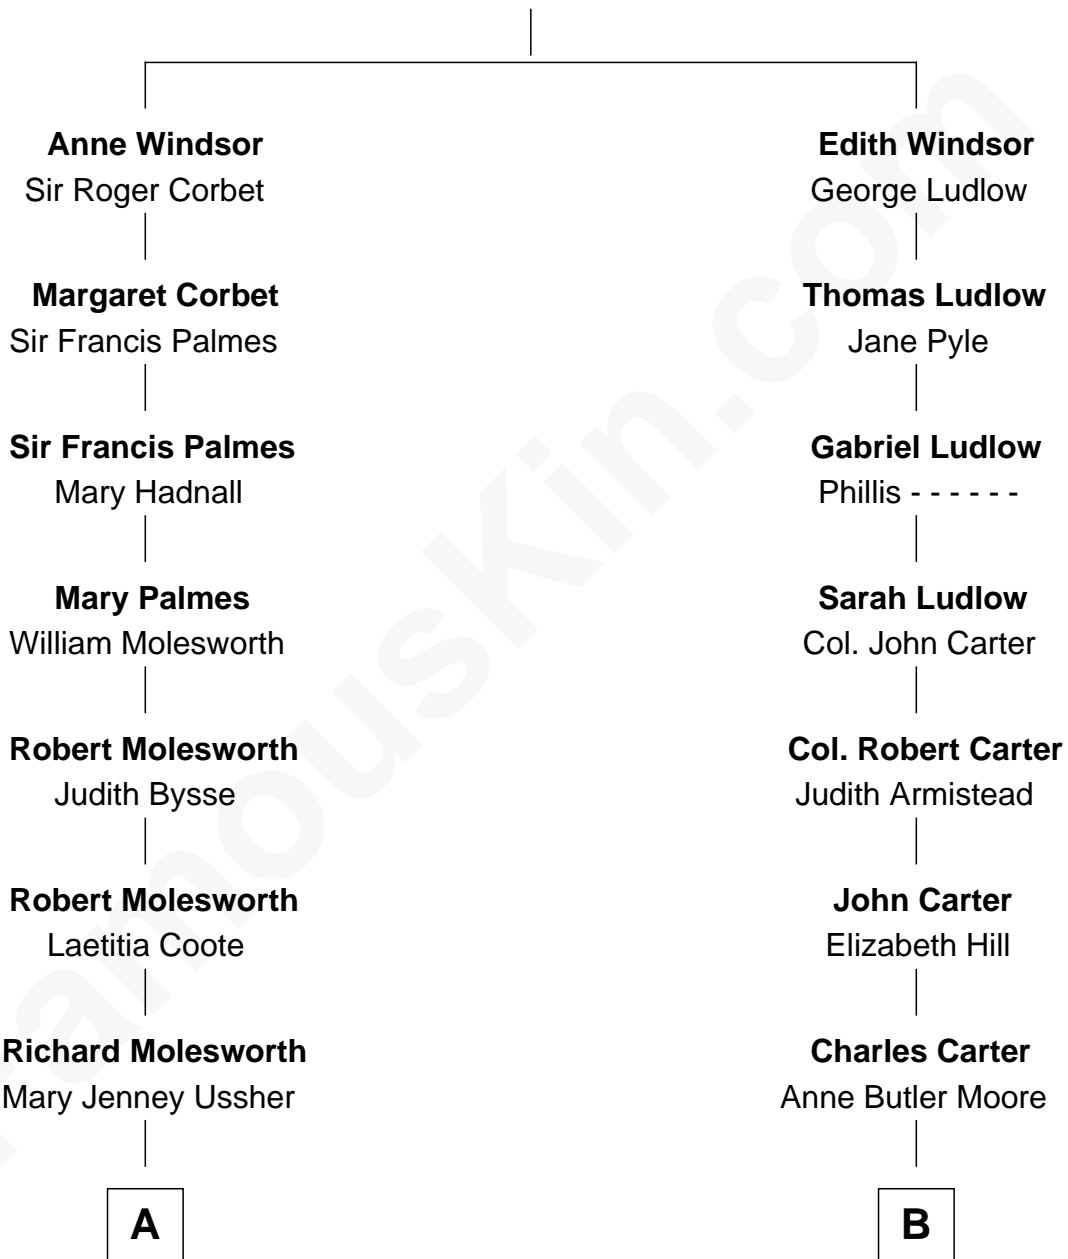 Anne Windsor
Sir Roger Corbet
Margaret Corbet
Sir Francis Palmes
Sir Francis Palmes
Mary Hadnall
Mary Palmes
William Molesworth
Robert Molesworth
Judith Bysse
Robert Molesworth
Laetitia Coote
Richard Molesworth
Mary Jenney Ussher
A
Edith Windsor
George Ludlow
Thomas Ludlow
Jane Pyle
Gabriel Ludlow
Phillis - - - - - -
Sarah Ludlow
Col. John Carter
Col. Robert Carter
Judith Armistead
John Carter
Elizabeth Hill
Charles Carter
Anne Butler Moore
B
famouskin.com